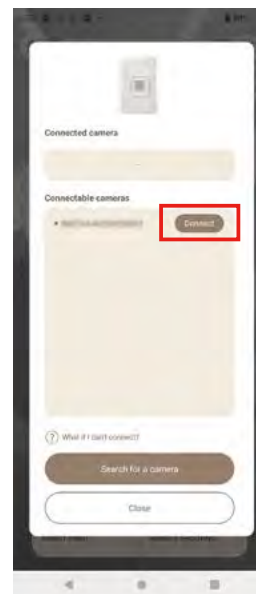 Connected camera
-
Connectable cameras
Connect
? What if I can't connect?
Search for a camera
Close